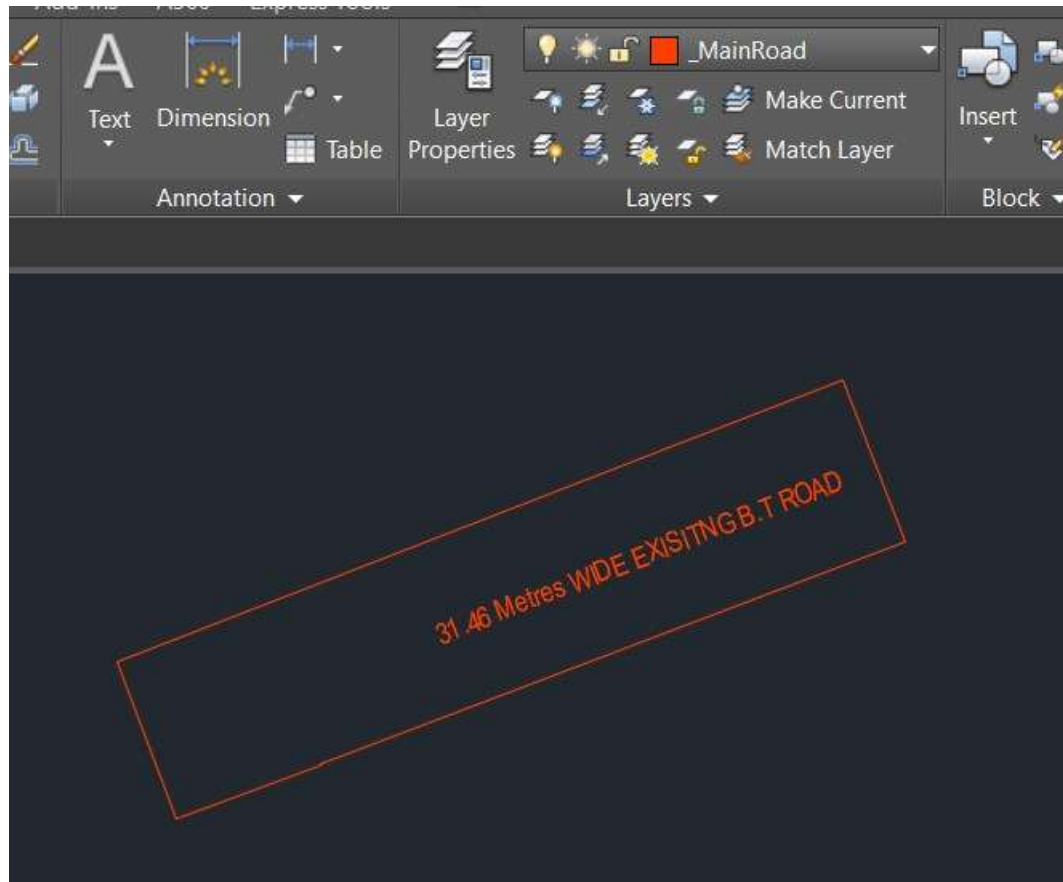 Text
Dimension
Table
Layer
Properties
_MainRoad
Make Current
Match Layer
Insert
Annotation
Layers
Block
31.46 Metres WIDE EXISITNG B.T ROAD